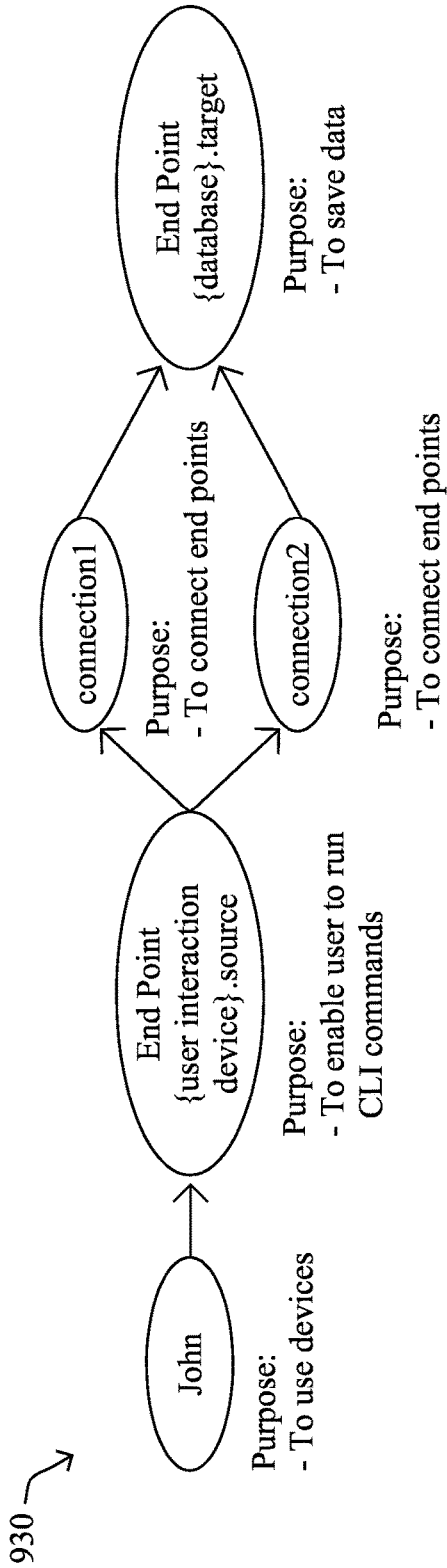 930
John
Purpose:
- To use devices
End Point
{user interaction
device}.source
Purpose:
- To enable user to run
CLI commands
connection1
Purpose:
- To connect end points
connection2
Purpose:
- To connect end points
End Point
{database}.target
Purpose:
- To save data